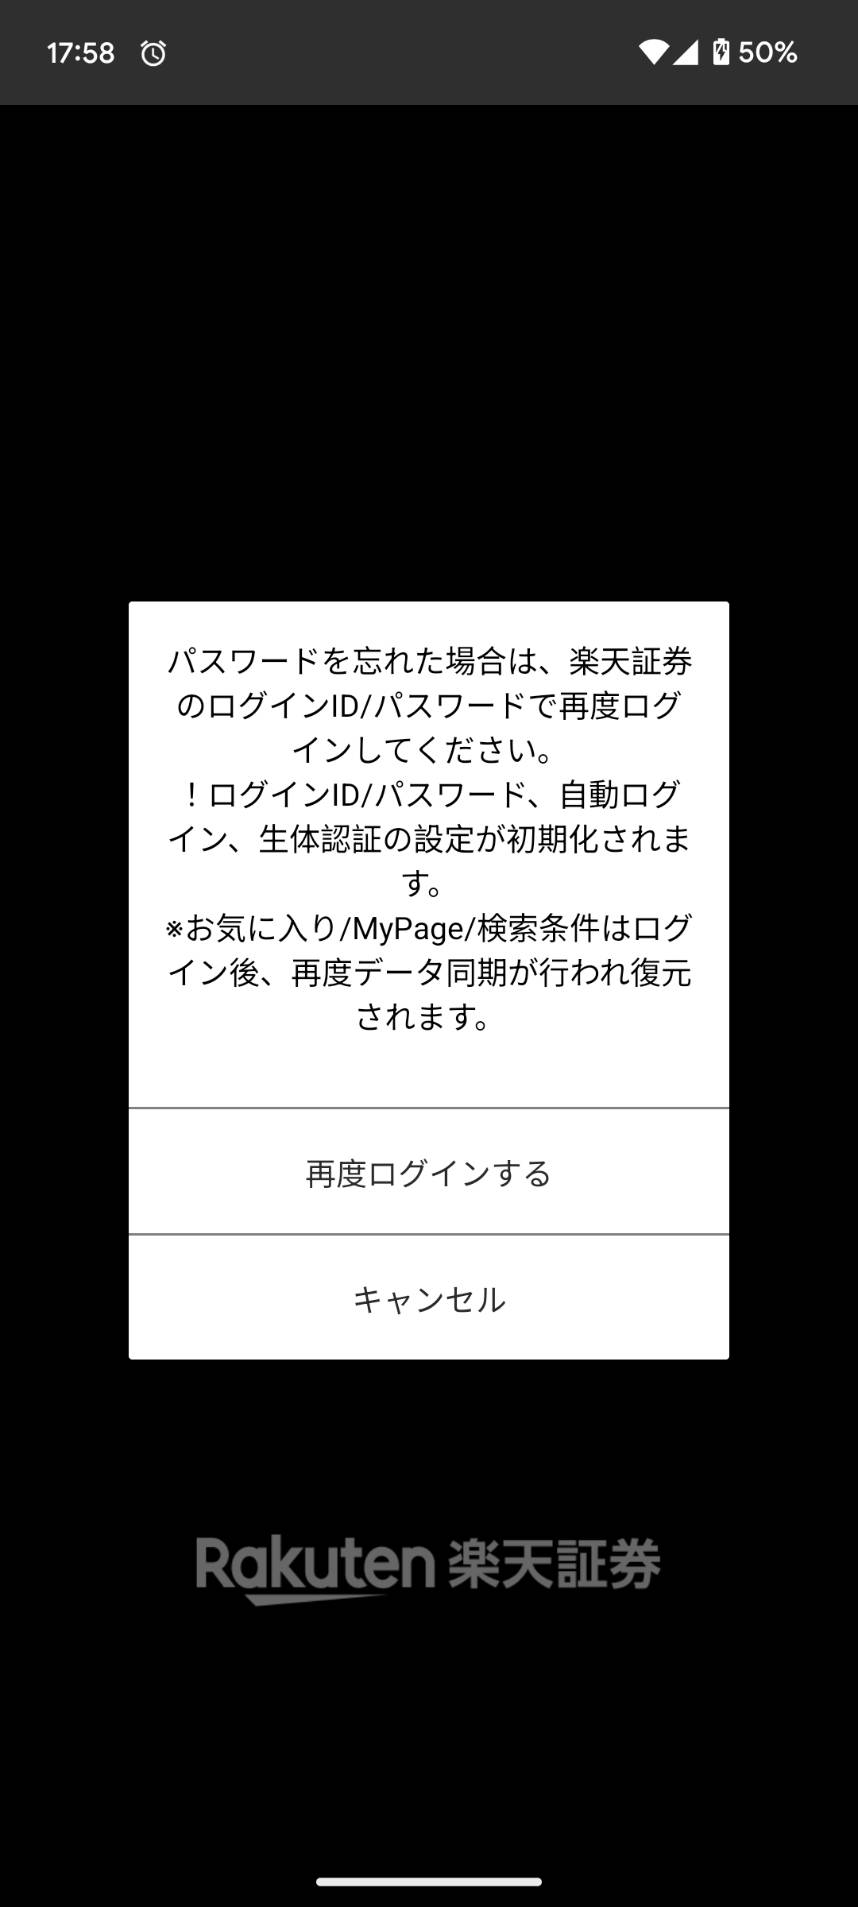 17:58
50%
パスワードを忘れた場合は、楽天証券
のログインID/パスワードで再度ログ
インしてください。
！ログインID/パスワード、自動ログ
イン、生体認証の設定が初期化されま
す。
※お気に入り/MyPage/検索条件はログ
イン後、再度データ同期が行われ復元
されます。
再度ログインする
キャンセル
Rakuten 楽天証券